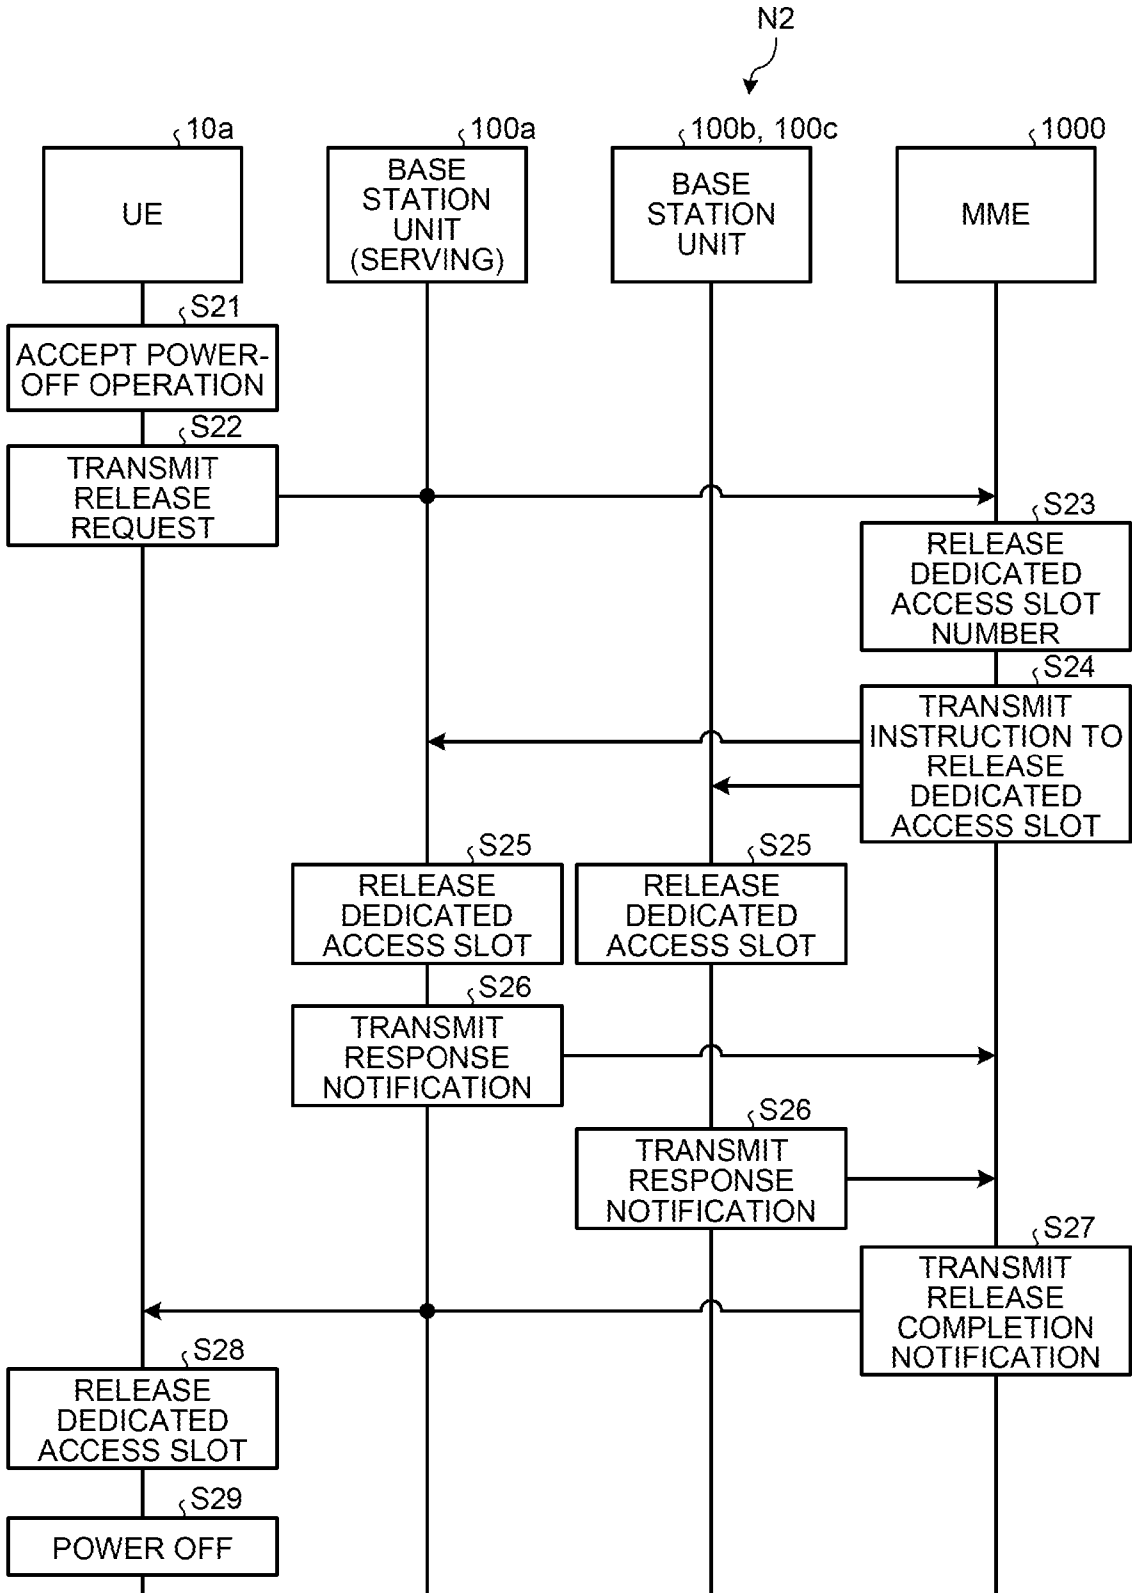 N2
10a
100a
100b, 100c
1000
UE
BASE
STATION
UNIT
(SERVING)
BASE
STATION
UNIT
MME
S21
ACCEPT POWER-
OFF OPERATION
S22
TRANSMIT
RELEASE
REQUEST
S23
RELEASE
DEDICATED
ACCESS SLOT
NUMBER
S24
TRANSMIT
INSTRUCTION TO
RELEASE
DEDICATED
ACCESS SLOT
S25
RELEASE
DEDICATED
ACCESS SLOT
S25
RELEASE
DEDICATED
ACCESS SLOT
S26
TRANSMIT
RESPONSE
NOTIFICATION
S26
TRANSMIT
RESPONSE
NOTIFICATION
S27
TRANSMIT
RELEASE
COMPLETION
NOTIFICATION
S28
RELEASE
DEDICATED
ACCESS SLOT
S29
POWER OFF